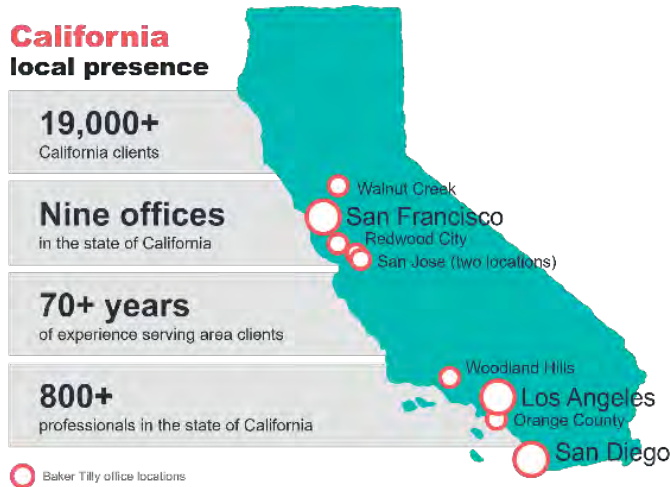 California
local presence
19,000+
California clients
Nine offices
in the state of California
70+ years
of experience serving area clients
800+
professionals in the state of California
Baker Tilly office locations
Walnut Creek
San Francisco
Redwood City
San Jose (two locations)
Woodland Hills
Los Angeles
Orange County
San Diego